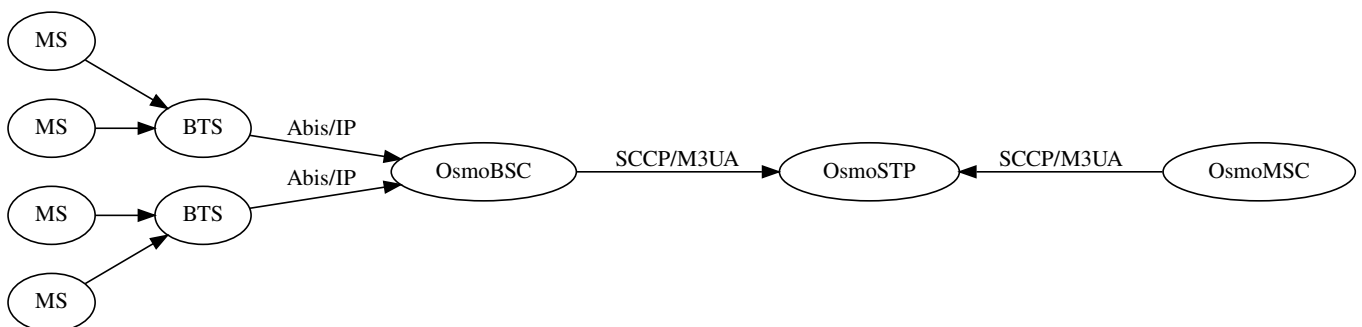 MS
MS
BTS
Abis/IP
OsmoBSC
SCCP/M3UA
OsmoSTP
SCCP/M3UA
OsmoMSC
Abis/IP
MS
BTS
MS